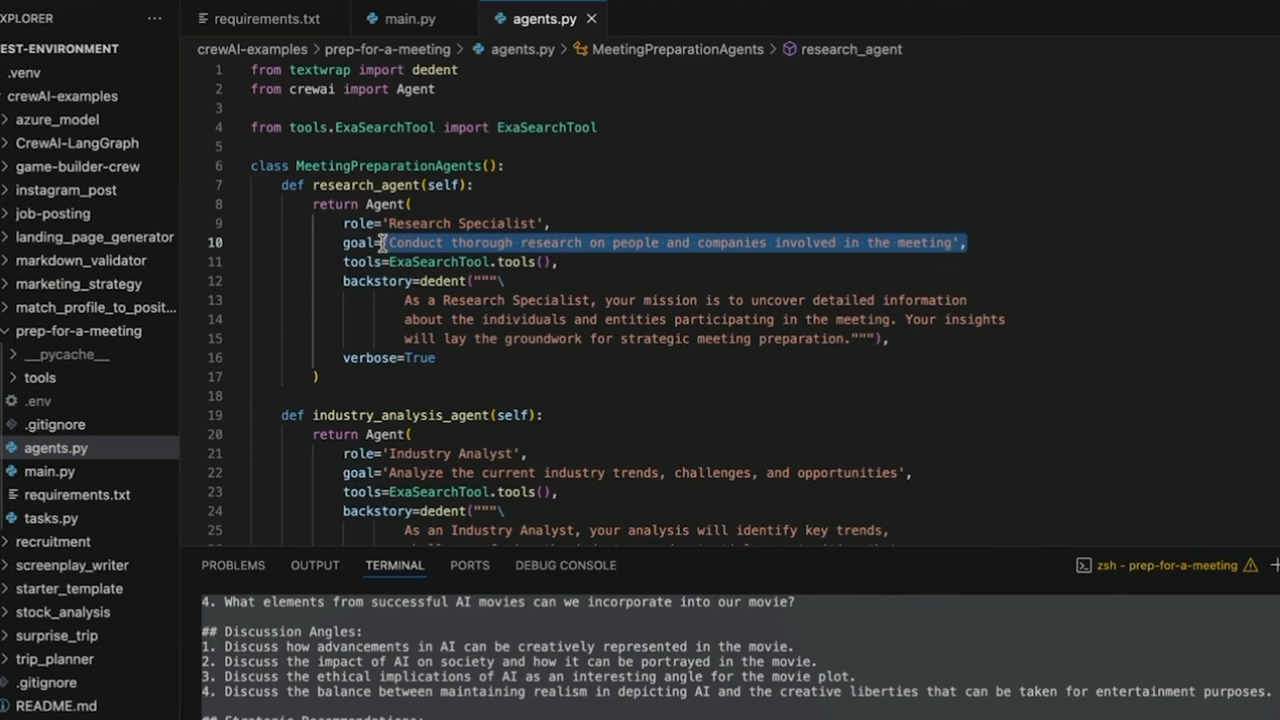 XPLORER
···
EST-ENVIRONMENT
.venv
crewAI-examples
azure_model
CrewAI-LangGraph
game-builder-crew
instagram_post
job-posting
landing_page_generator
markdown_validator
marketing_strategy
match_profile_to_posit...
prep-for-a-meeting
__pycache__
tools
.env
.gitignore
agents.py
main.py
requirements.txt
tasks.py
recruitment
screenplay_writer
starter_template
stock_analysis
surprise_trip
trip_planner
.gitignore
README.md
requirements.txt main.py agents.py
crewAI-examples > prep-for-a-meeting > agents.py > MeetingPreparationAgents > research_agent
1 from textwrap import dedent
2 from crewai import Agent
3
4 from tools.ExaSearchTool import ExaSearchTool
5
6 class MeetingPreparationAgents():
7 def research_agent(self):
8 return Agent(
9 role='Research Specialist',
10 goal='Conduct thorough research on people and companies involved in the meeting',
11 tools=ExaSearchTool.tools(),
12 backstory=dedent("""\
13 As a Research Specialist, your mission is to uncover detailed information
14 about the individuals and entities participating in the meeting. Your insights
15 will lay the groundwork for strategic meeting preparation."""),
16 verbose=True
17 )
18
19 def industry_analysis_agent(self):
20 return Agent(
21 role='Industry Analyst',
22 goal='Analyze the current industry trends, challenges, and opportunities',
23 tools=ExaSearchTool.tools(),
24 backstory=dedent("""\
25 As an Industry Analyst, your analysis will identify key trends,
PROBLEMS OUTPUT TERMINAL PORTS DEBUG CONSOLE
zsh - prep-for-a-meeting
4. What elements from successful AI movies can we incorporate into our movie?
## Discussion Angles:
1. Discuss how advancements in AI can be creatively represented in the movie.
2. Discuss the impact of AI on society and how it can be portrayed in the movie.
3. Discuss the ethical implications of AI as an interesting angle for the movie plot.
4. Discuss the balance between maintaining realism in depicting AI and the creative liberties that can be taken for entertainment purposes.
## Strategic Recommendations: